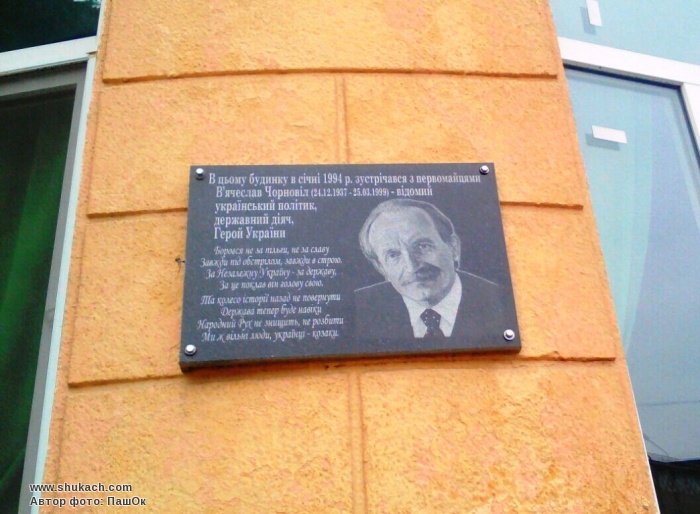 В цьому будинку в січні 1994 р. зустрічався з первомайцями
В'ячеслав Чорновіл (24.12.1937 - 25.03.1999) - відомий
український політик,
державний діяч,
Герой України
Боровся не за пільги, не за славу
Завжди під обстрілом, завжди в строю.
За Незалежну Україну - за державу,
За це поклав він голову свою.
Та колесо історії назад не повернути
Держава тепер буде навіки
Народний Рух не знищить, не розбити
Ми ж вільні люди, українці - козаки.
www.shukach.com
Автор фото: ПашОк